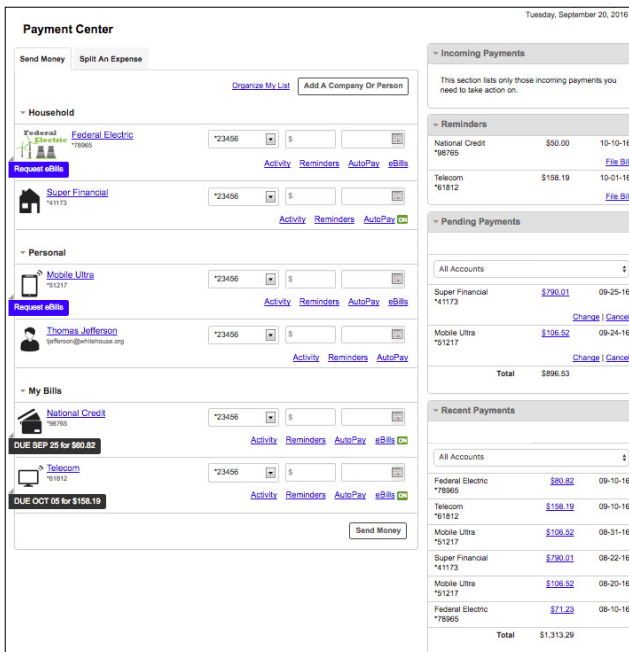 Tuesday, September 20, 2016
Payment Center
Send Money Split An Expense
Organize My List Add A Company Or Person
Household
Federal Electric
Federal Electric
*78965
*23456 $
Activity Reminders AutoPay eBills
Request eBills
Super Financial
*41173
*23456 $
Activity Reminders AutoPay ON
Personal
Mobile Ultra
*51217
*23456 $
Activity Reminders AutoPay eBills
Request eBills
Thomas Jefferson
tjefferson@whitehouse.org
*23456 $
Activity Reminders AutoPay
My Bills
National Credit
*98765
*23456 $
Activity Reminders AutoPay eBills ON
DUE SEP 25 for $60.82
Telecom
*61812
*23456 $
Activity Reminders AutoPay eBills ON
DUE OCT 05 for $158.19
Send Money
Incoming Payments
This section lists only those incoming payments you
need to take action on.
Reminders
National Credit $50.00 10-10-16
*98765
File Bill
Telecom $158.19 10-01-16
*61812
File Bill
Pending Payments
All Accounts
Super Financial $790.01 09-25-16
*41173
Change | Cancel
Mobile Ultra $106.52 09-24-16
*51217
Change | Cancel
Total $896.53
Recent Payments
All Accounts
Federal Electric $80.82 09-10-16
*78965
Telecom $158.19 09-10-16
*61812
Mobile Ultra $106.52 08-31-16
*51217
Super Financial $790.01 08-22-16
*41173
Mobile Ultra $106.52 08-20-16
*51217
Federal Electric $71.23 08-10-16
*78965
Total $1,313.29